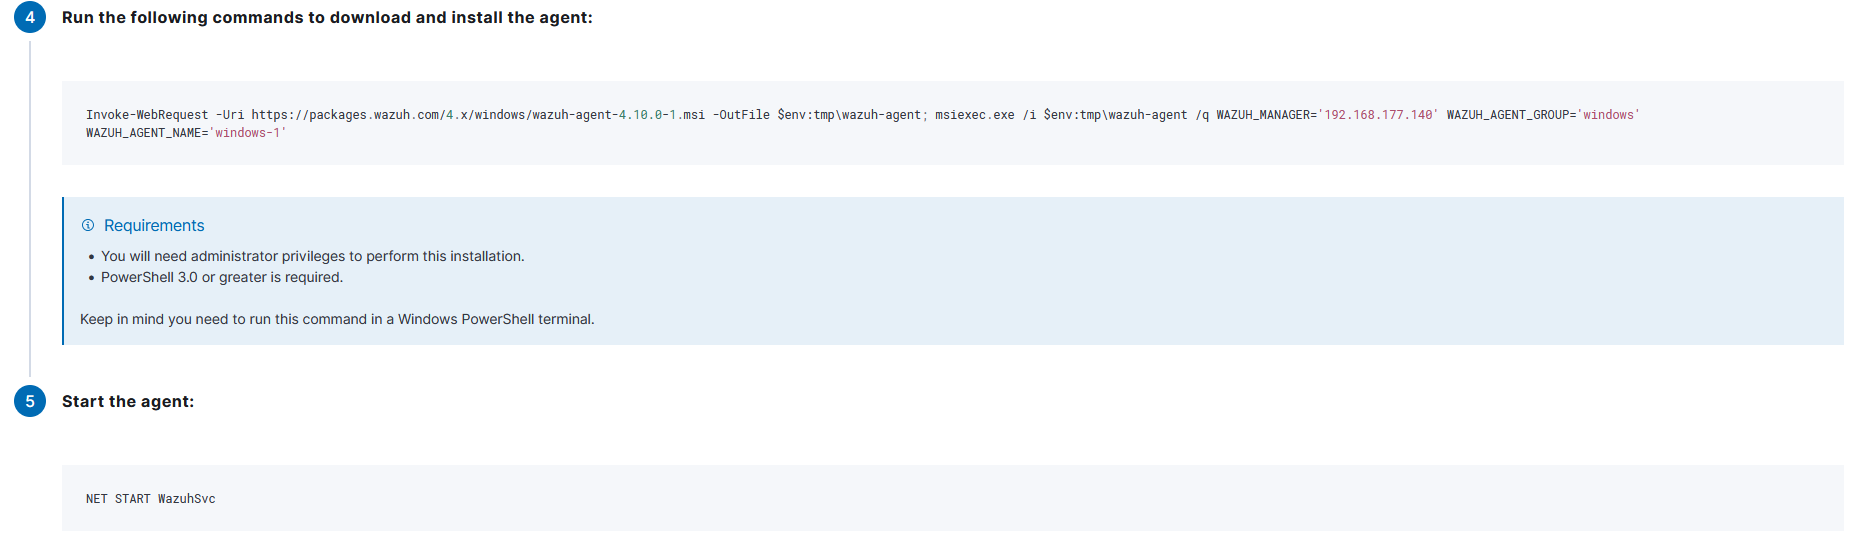 4 Run the following commands to download and install the agent:
Invoke-WebRequest -Uri https://packages.wazuh.com/4.x/windows/wazuh-agent-4.10.0-1.msi -OutFile $env:tmp\wazuh-agent; msiexec.exe /i $env:tmp\wazuh-agent /q WAZUH_MANAGER='192.168.177.140' WAZUH_AGENT_GROUP='windows'
WAZUH_AGENT_NAME='windows-1'
Requirements
• You will need administrator privileges to perform this installation.
• PowerShell 3.0 or greater is required.
Keep in mind you need to run this command in a Windows PowerShell terminal.
5 Start the agent:
NET START WazuhSvc